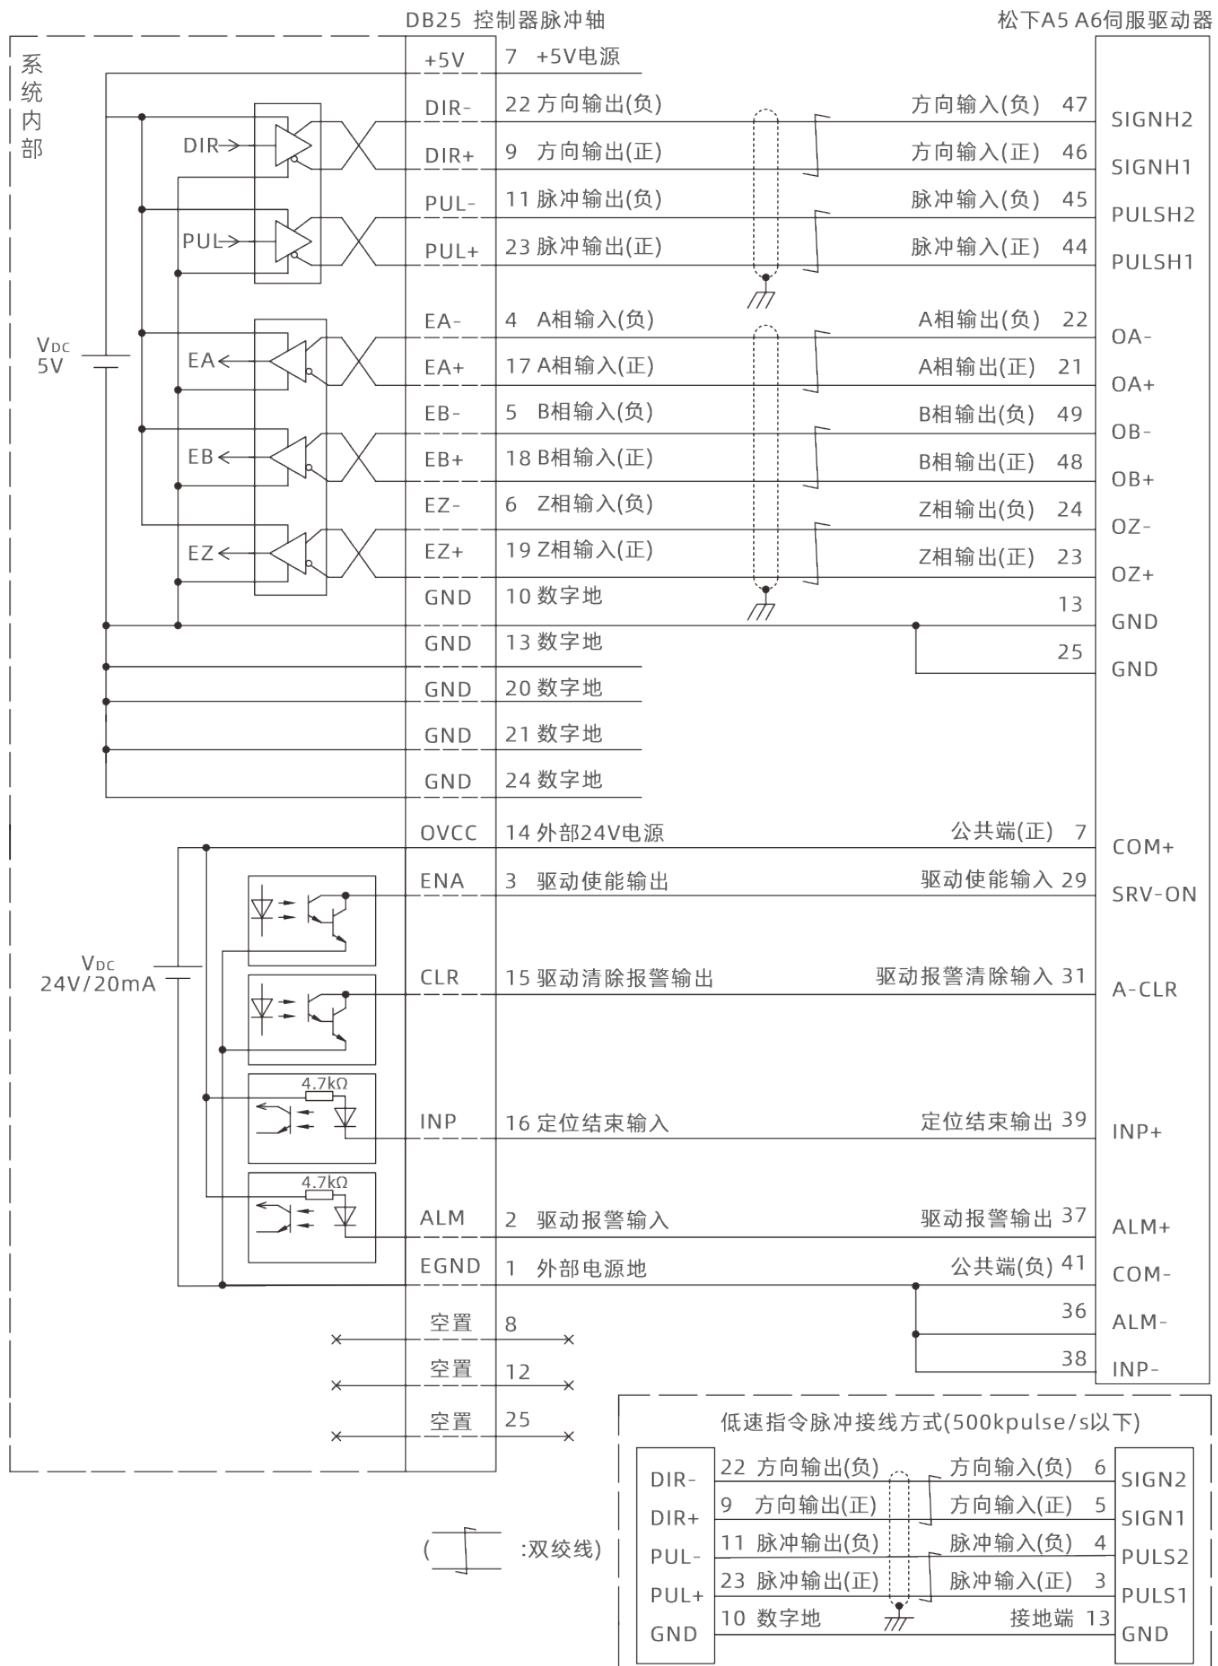 DB25 控制器脉冲轴 松下A5 A6伺服驱动器
系统内部
+5V 7 +5V电源
DIR- 22 方向输出(负) 方向输入(负) 47 SIGNH2
DIR
DIR+ 9 方向输出(正) 方向输入(正) 46 SIGNH1
PUL- 11 脉冲输出(负) 脉冲输入(负) 45 PULSH2
PUL
PUL+ 23 脉冲输出(正) 脉冲输入(正) 44 PULSH1
EA- 4 A相输入(负) A相输出(负) 22 OA-
VDC
5V
EA
EA+ 17 A相输入(正) A相输出(正) 21 OA+
EB- 5 B相输入(负) B相输出(负) 49 OB-
EB
EB+ 18 B相输入(正) B相输出(正) 48 OB+
EZ- 6 Z相输入(负) Z相输出(负) 24 OZ-
EZ
EZ+ 19 Z相输入(正) Z相输出(正) 23 OZ+
GND 10 数字地 13 GND
GND 13 数字地 25 GND
GND 20 数字地
GND 21 数字地
GND 24 数字地
OVCC 14 外部24V电源 公共端(正) 7 COM+
ENA 3 驱动使能输出 驱动使能输入 29 SRV-ON
VDC
24V/20mA
CLR 15 驱动清除报警输出 驱动报警清除输入 31 A-CLR
4.7kΩ
INP 16 定位结束输入 定位结束输出 39 INP+
4.7kΩ
ALM 2 驱动报警输入 驱动报警输出 37 ALM+
EGND 1 外部电源地 公共端(负) 41 COM-
36 ALM-
空置 8
38 INP-
空置 12
空置 25
低速指令脉冲接线方式(500kpulse/s以下)
DIR- 22 方向输出(负) 方向输入(负) 6 SIGN2
DIR+ 9 方向输出(正) 方向输入(正) 5 SIGN1
PUL- 11 脉冲输出(负) 脉冲输入(负) 4 PULS2
PUL+ 23 脉冲输出(正) 脉冲输入(正) 3 PULS1
GND 10 数字地 接地端 13 GND
( :双绞线)